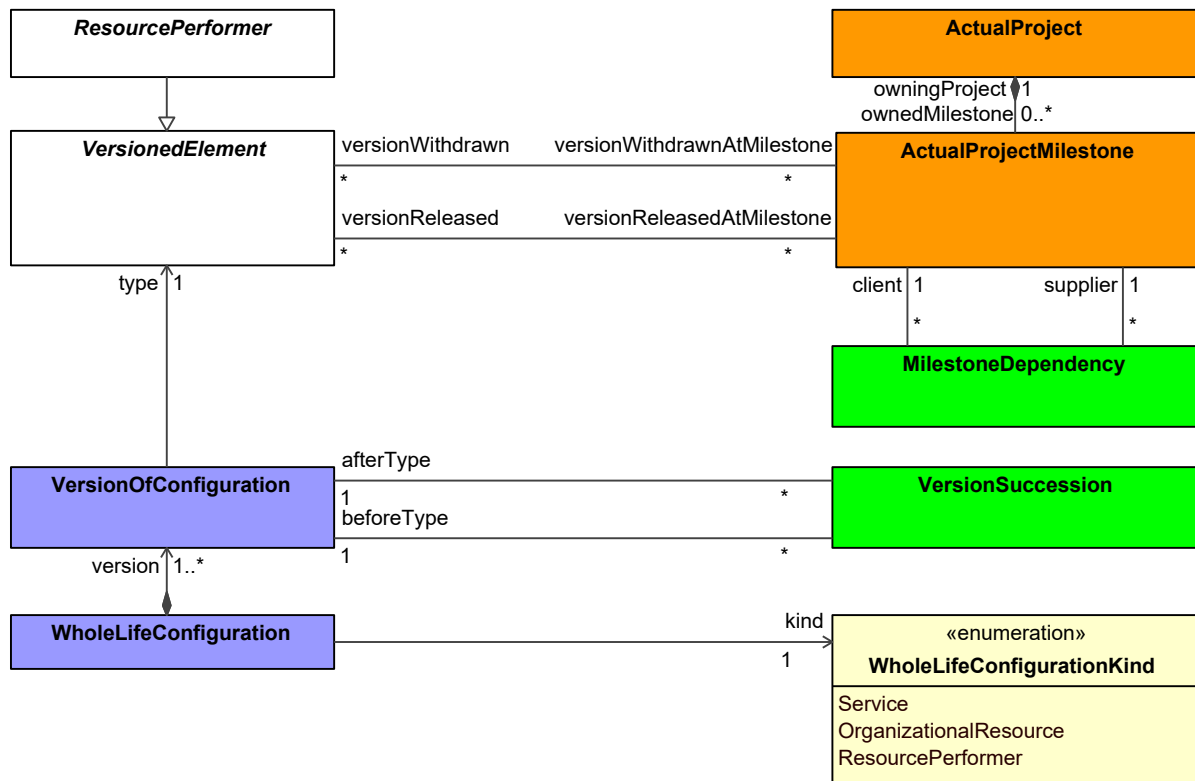 ResourcePerformer
ActualProject
owningProject 1
ownedMilestone 0..*
VersionedElement
versionWithdrawn versionWithdrawnAtMilestone
* *
ActualProjectMilestone
versionReleased versionReleasedAtMilestone
* *
type 1
client 1 supplier 1
* *
MilestoneDependency
VersionOfConfiguration
afterType
1 *
beforeType
1 *
VersionSuccession
version 1..*
WholeLifeConfiguration
kind
1
«enumeration»
WholeLifeConfigurationKind
Service
OrganizationalResource
ResourcePerformer